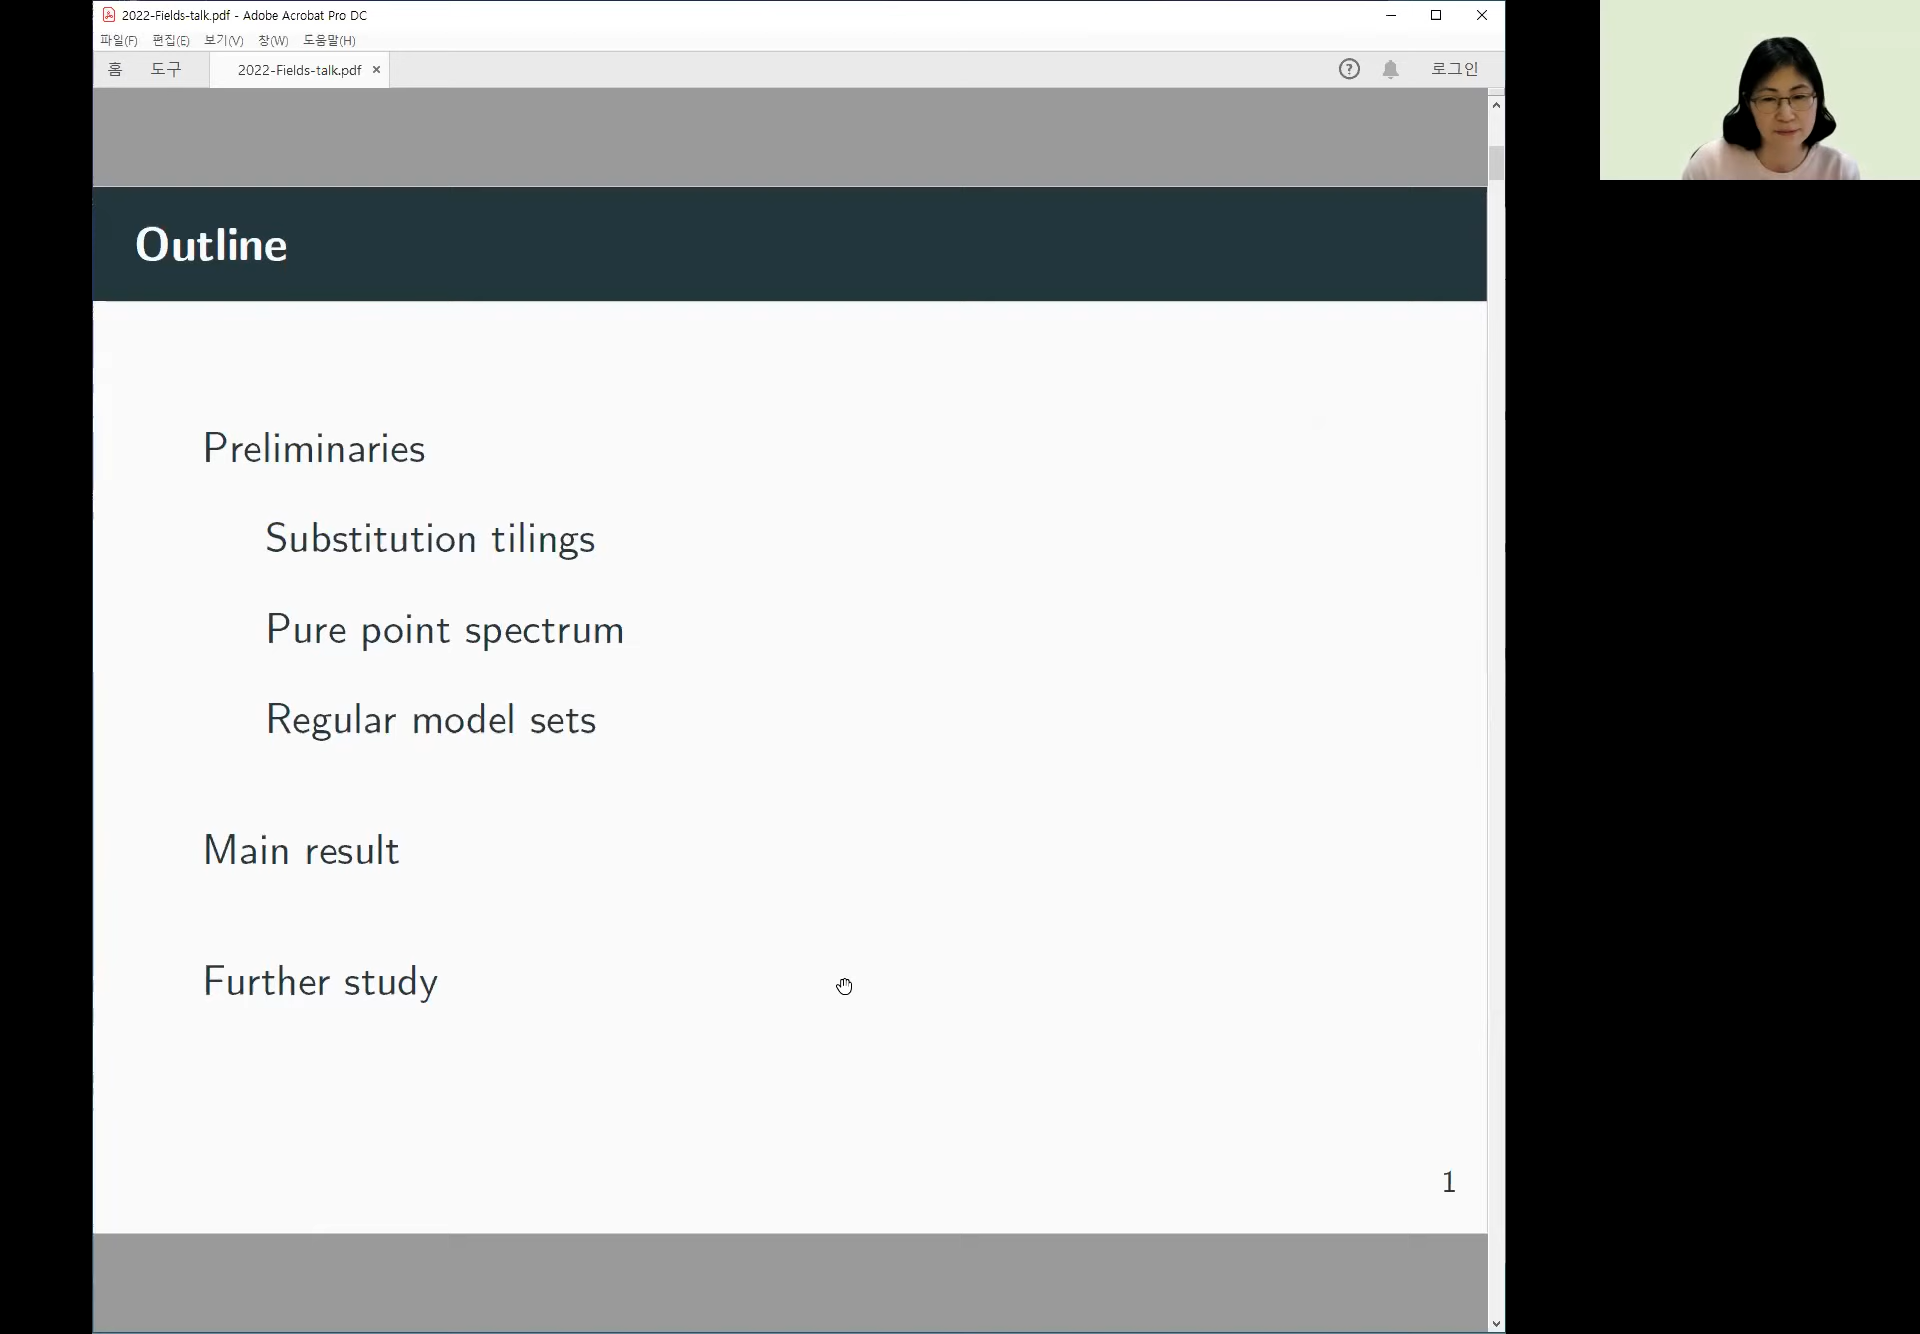 2022-Fields-talk.pdf - Adobe Acrobat Pro DC
파일(F) 편집(E) 보기(V) 창(W) 도움말(H)
홈 도구 2022-Fields-talk.pdf × 로그인
Outline
Preliminaries
Substitution tilings
Pure point spectrum
Regular model sets
Main result
Further study
1